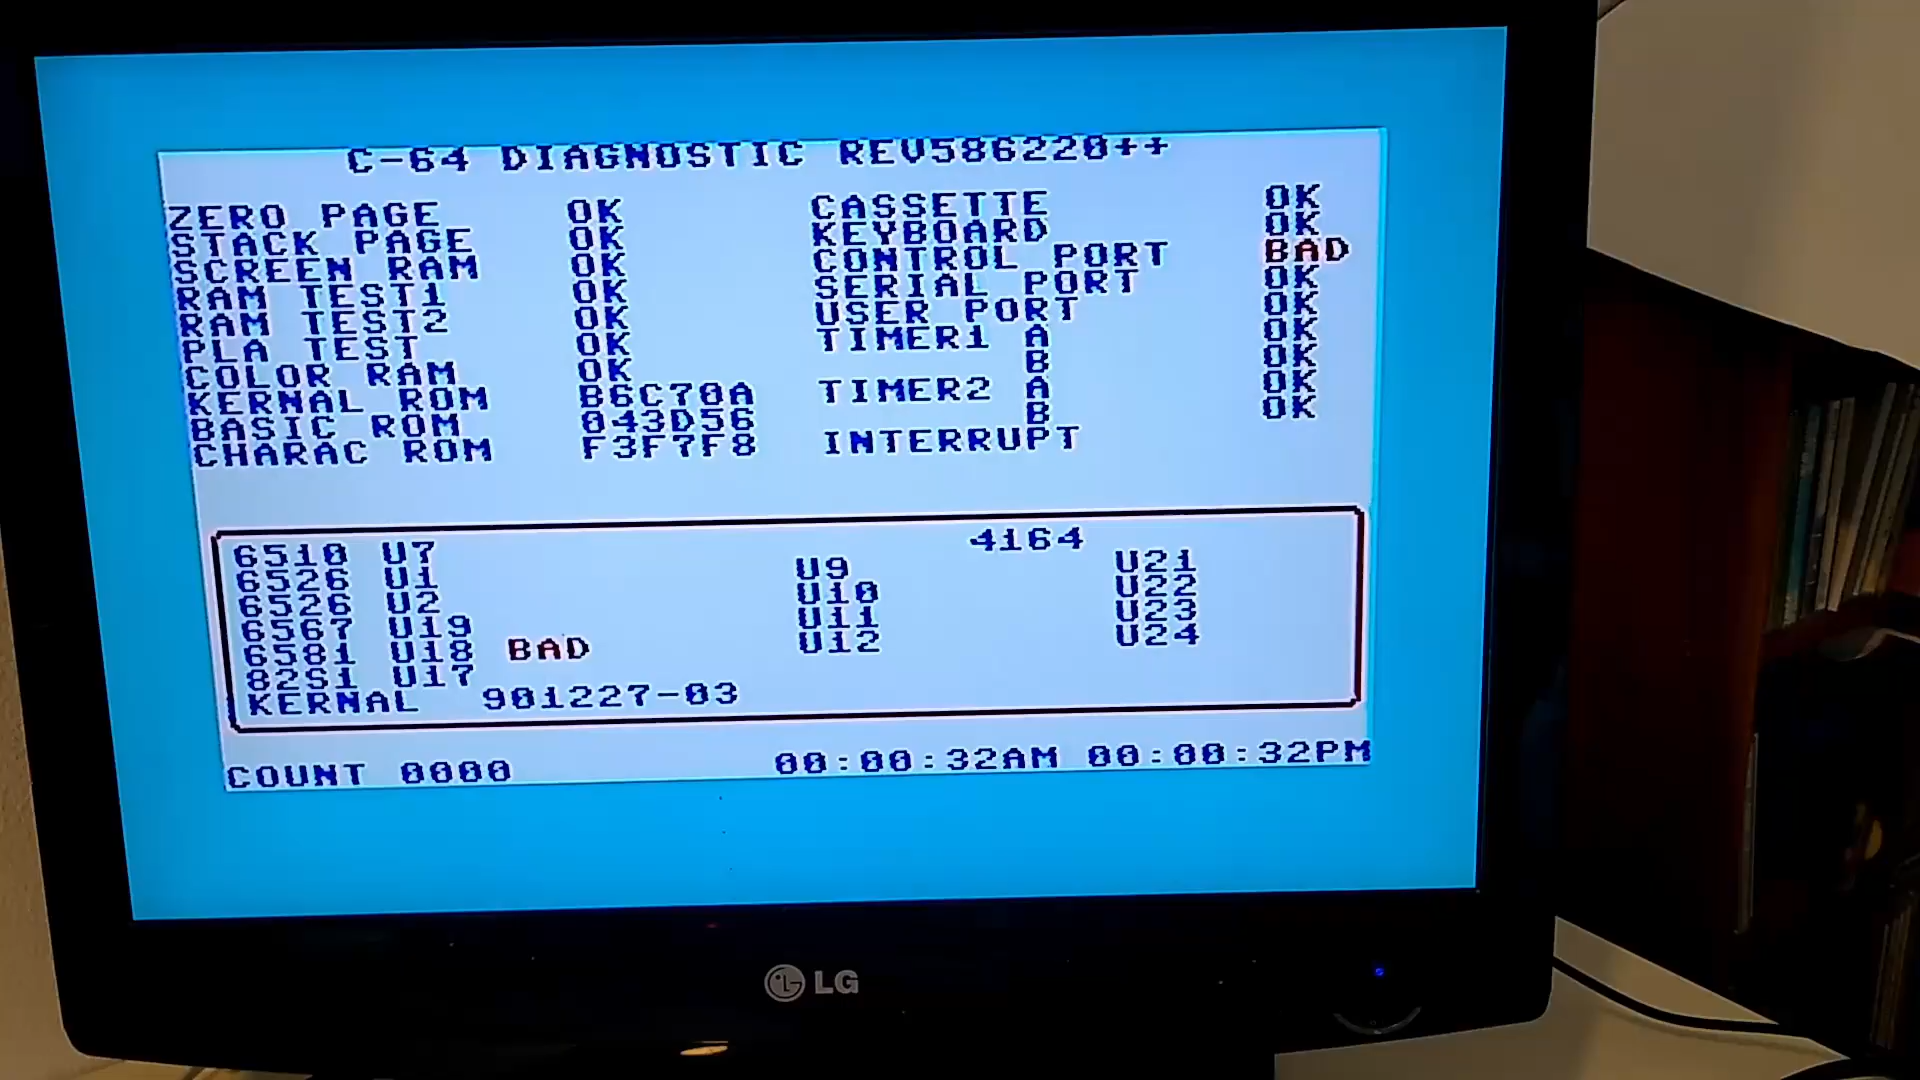 C-64 DIAGNOSTIC REV586220++
ZERO PAGE OK CASSETTE OK
STACK PAGE OK KEYBOARD OK
SCREEN RAM OK CONTROL PORT BAD
RAM TEST1 OK SERIAL PORT OK
RAM TEST2 OK USER PORT OK
PLA TEST OK TIMER1 A OK
COLOR RAM OK B OK
KERNAL ROM B6C70A TIMER2 A OK
BASIC ROM 043D56 B OK
CHARAC ROM F3F7F8 INTERRUPT
4164
6510 U7
6526 U1 U9 U21
6526 U2 U10 U22
6567 U19 U11 U23
6581 U18 BAD U12 U24
82S1 U17
KERNAL 901227-03
COUNT 0000 00:00:32AM 00:00:32PM
LG